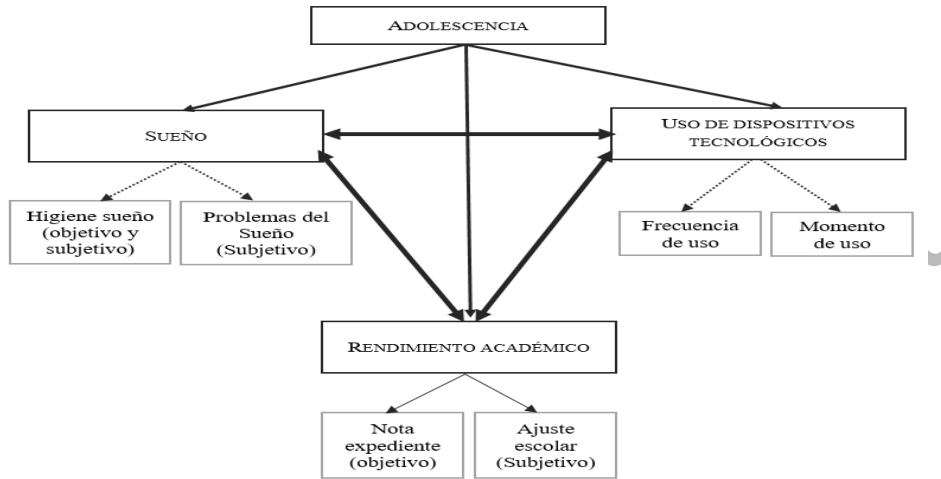 ADOLESCENCIA
SUEÑO
USO DE DISPOSITIVOS
TECNOLÓGICOS
Higiene sueño
(objetivo y
subjetivo)
Problemas del
Sueño
(Subjetivo)
Frecuencia
de uso
Momento
de uso
RENDIMIENTO ACADÉMICO
Nota
expediente
(objetivo)
Ajuste
escolar
(Subjetivo)